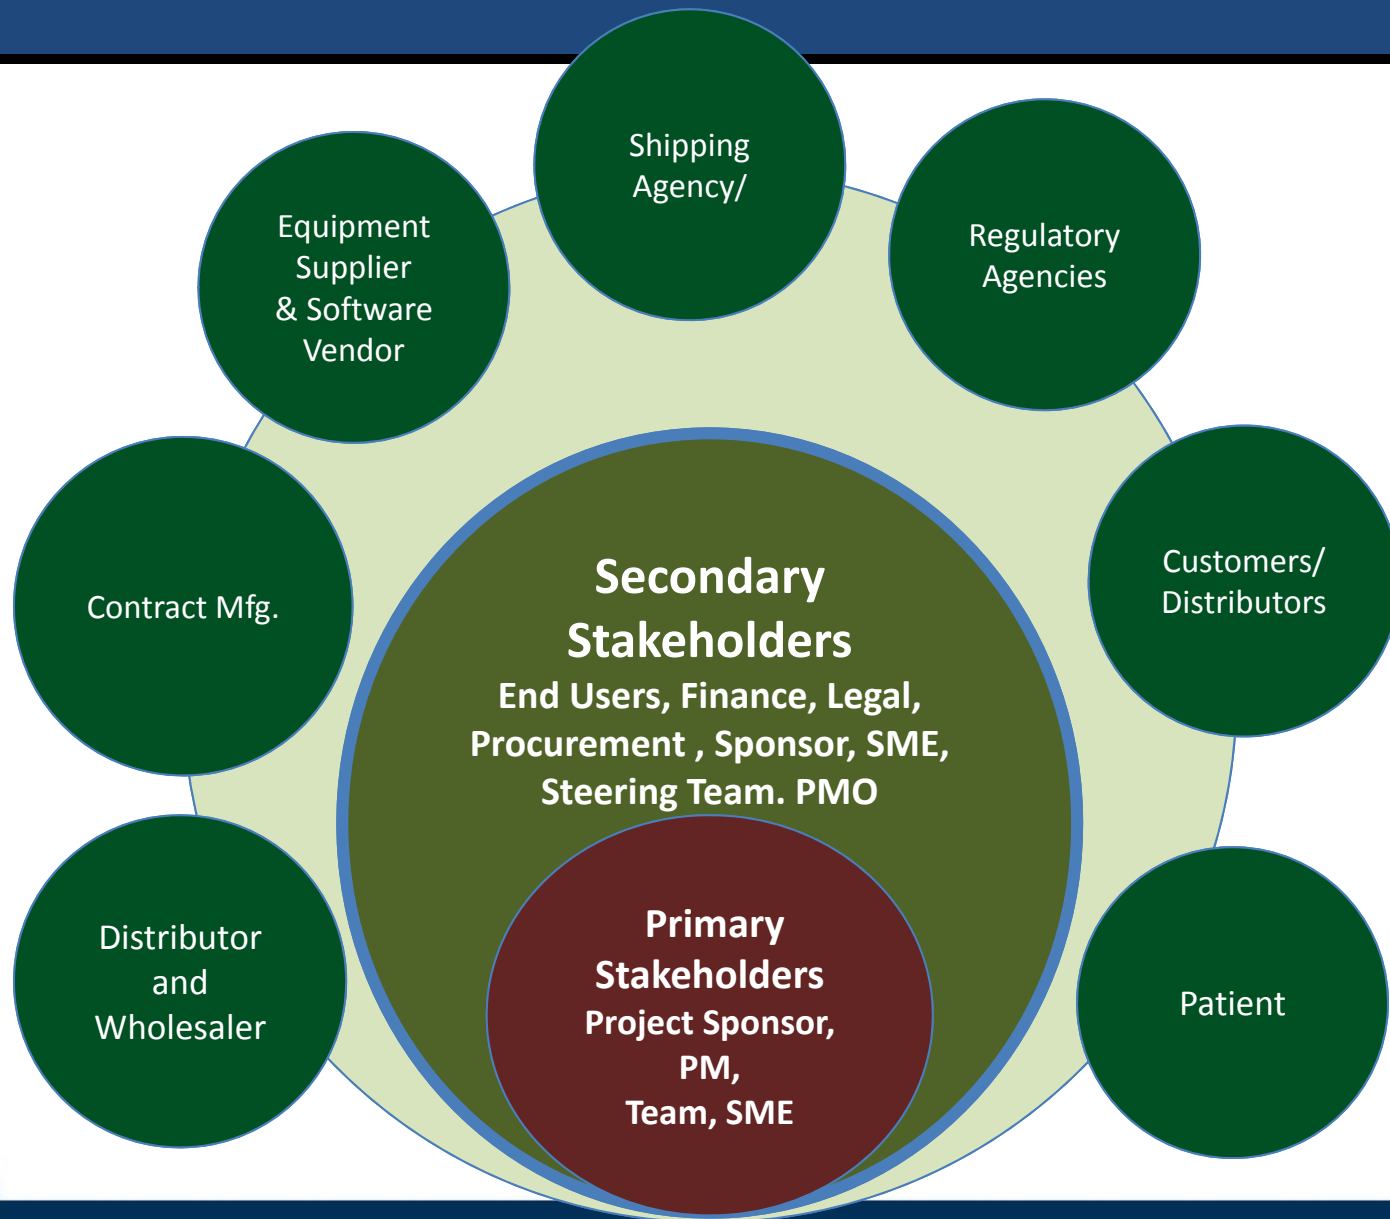 Shipping
Agency/
Equipment
Supplier
& Software
Vendor
Regulatory
Agencies
Contract Mfg.
Customers/
Distributors
Secondary
Stakeholders
End Users, Finance, Legal,
Procurement , Sponsor, SME,
Steering Team. PMO
Distributor
and
Wholesaler
Primary
Stakeholders
Project Sponsor,
PM,
Team, SME
Patient